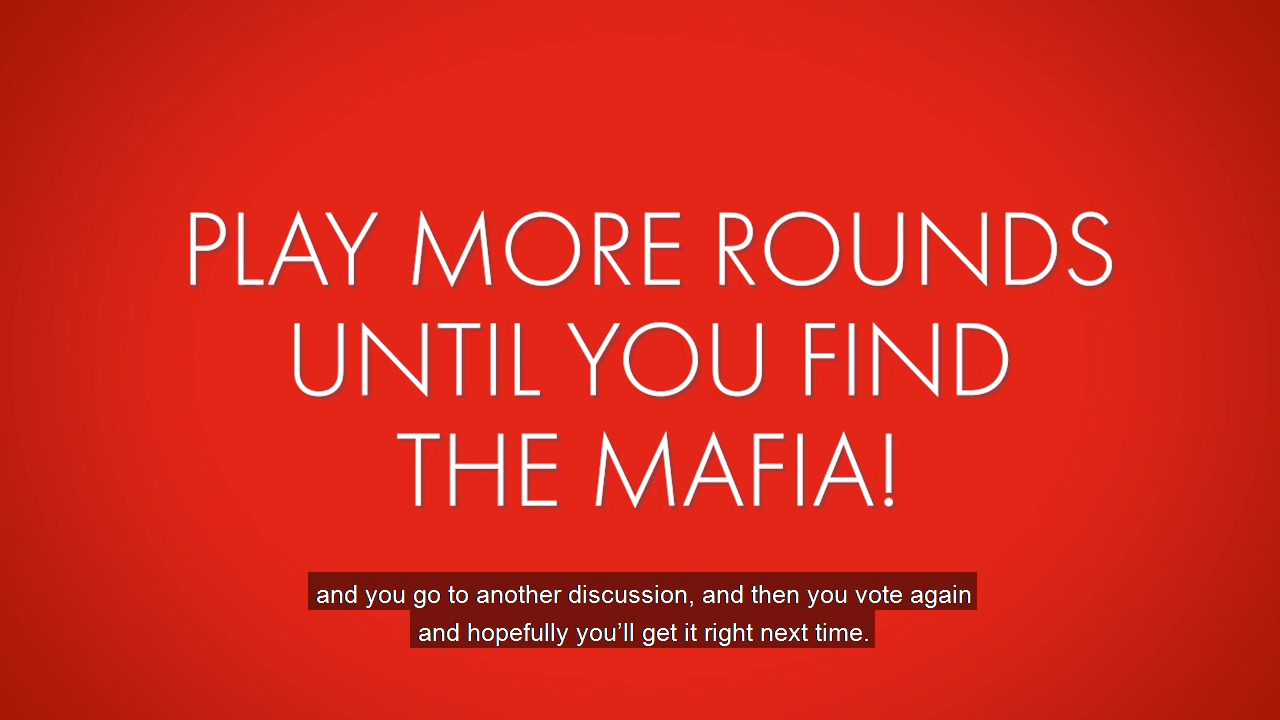 PLAY MORE ROUNDS
UNTIL YOU FIND
THE MAFIA!
and you go to another discussion, and then you vote again
and hopefully you’ll get it right next time.